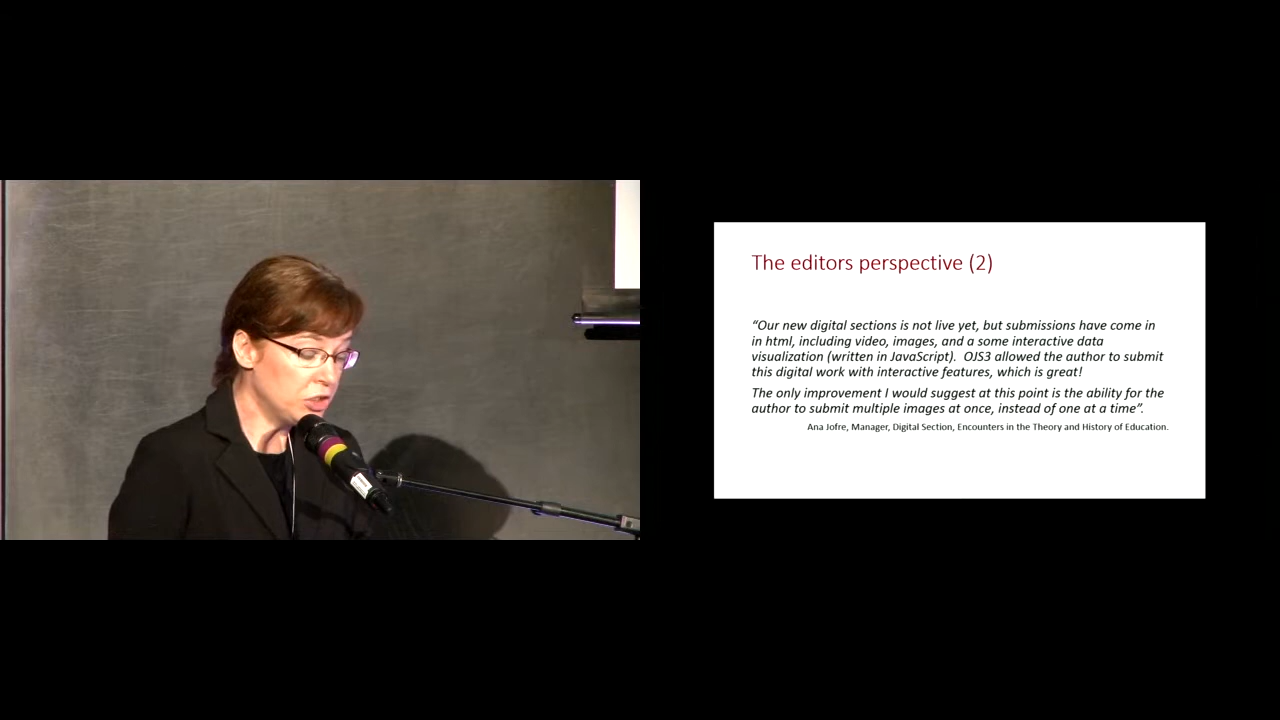 The editors perspective (2)
“Our new digital sections is not live yet, but submissions have come in
in html, including video, images, and a some interactive data
visualization (written in JavaScript).  OJS3 allowed the author to submit
this digital work with interactive features, which is great!
The only improvement I would suggest at this point is the ability for the
author to submit multiple images at once, instead of one at a time”.
Ana Jofre, Manager, Digital Section, Encounters in the Theory and History of Education.